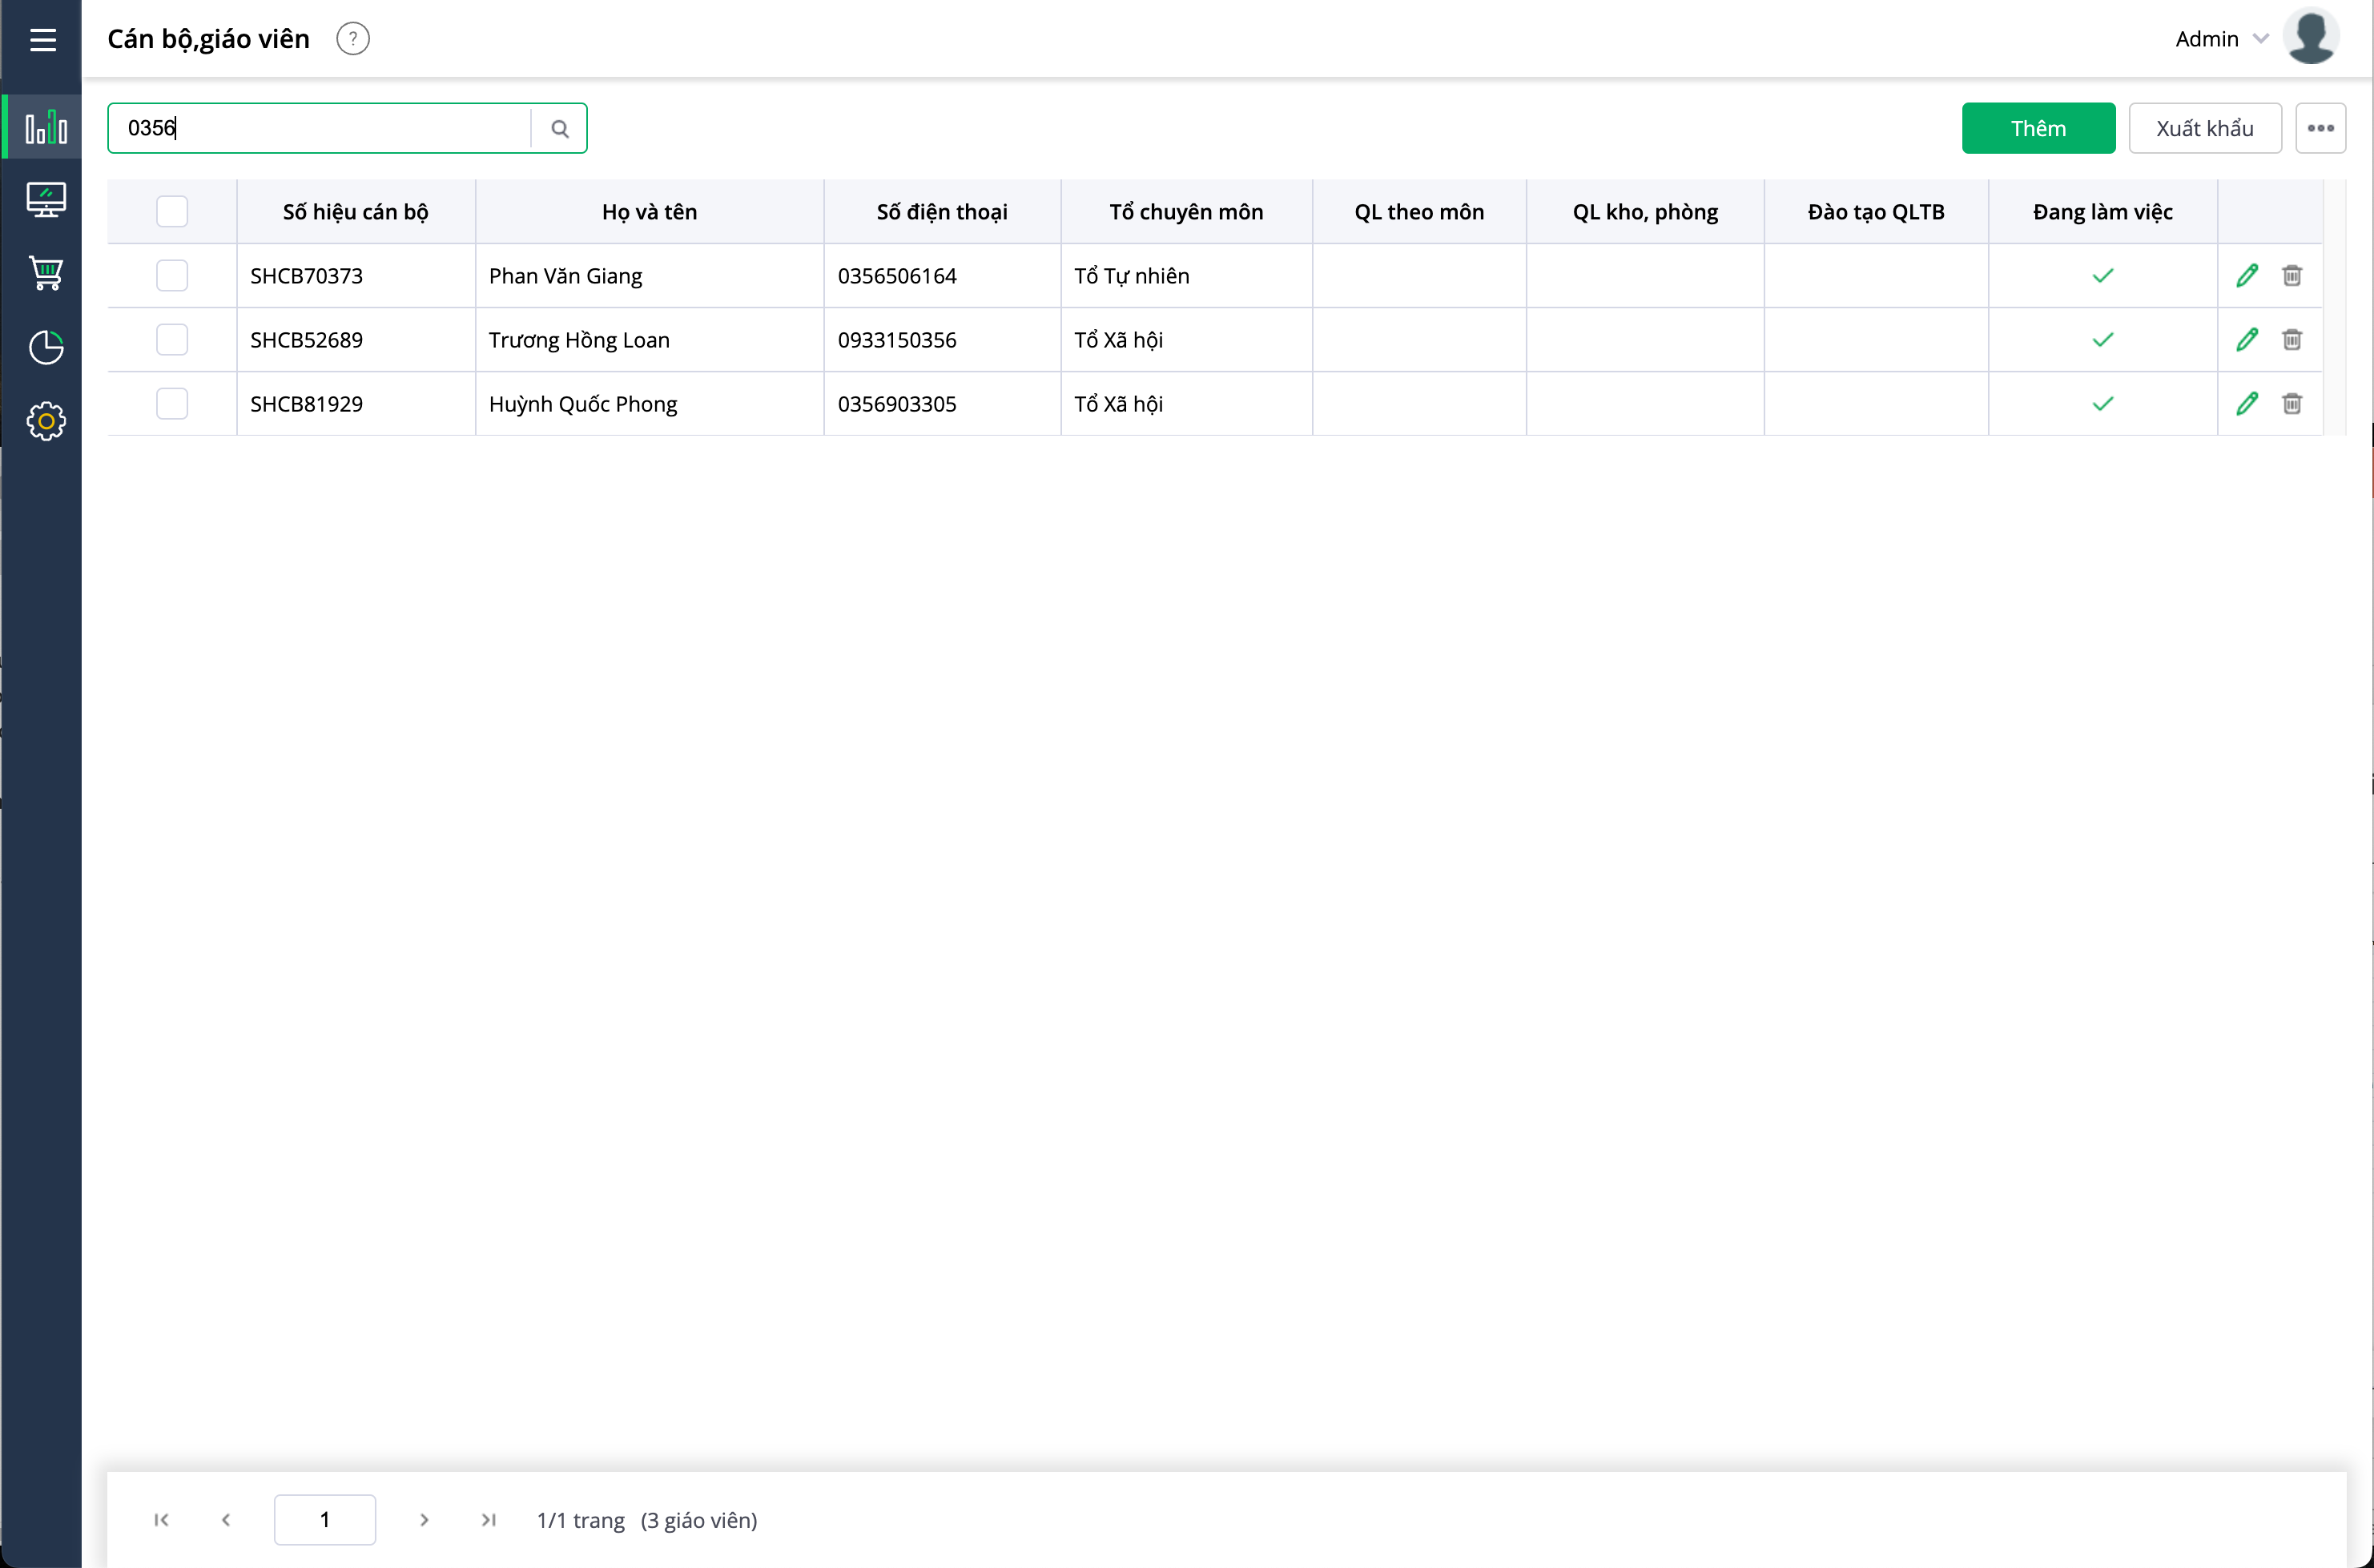 Cán bộ,giáo viên ?
Admin
0356
Thêm Xuất khẩu
Số hiệu cán bộ Họ và tên Số điện thoại Tổ chuyên môn QL theo môn QL kho, phòng Đào tạo QLTB Đang làm việc
SHCB70373 Phan Văn Giang 0356506164 Tổ Tự nhiên
SHCB52689 Trương Hồng Loan 0933150356 Tổ Xã hội
SHCB81929 Huỳnh Quốc Phong 0356903305 Tổ Xã hội
1 1/1 trang (3 giáo viên)